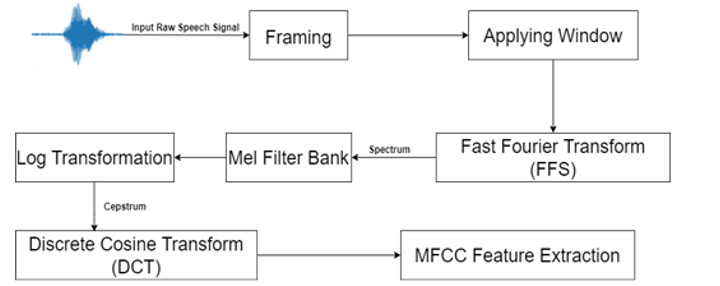 Input Raw Speech Signal
Framing
Applying Window
Fast Fourier Transform
(FFS)
Spectrum
Mel Filter Bank
Log Transformation
Cepstrum
Discrete Cosine Transform
(DCT)
MFCC Feature Extraction